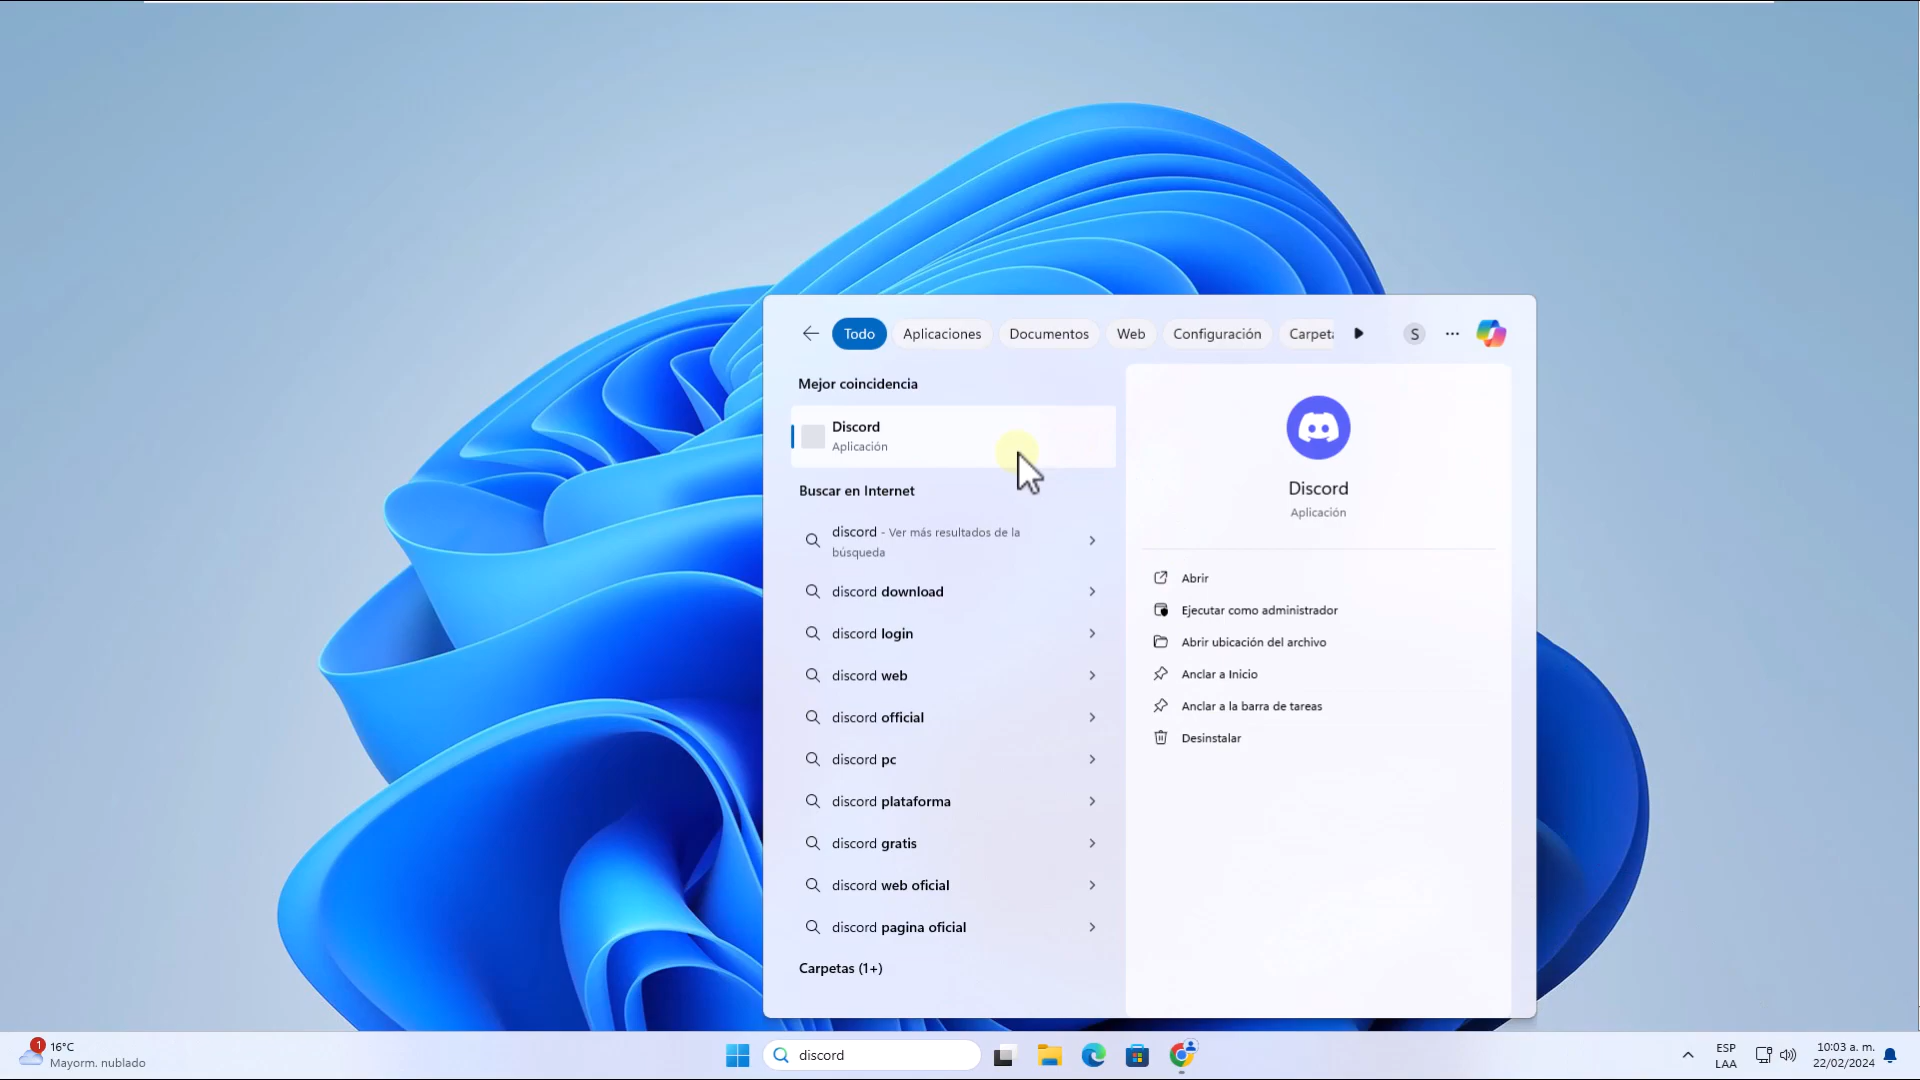 Todo Aplicaciones Documentos Web Configuración Carpeta S ...
Mejor coincidencia
Discord
Aplicación
Buscar en Internet
discord - Ver más resultados de la
búsqueda
discord download
discord login
discord web
discord official
discord pc
discord plataforma
discord gratis
discord web oficial
discord pagina oficial
Carpetas (1+)
Discord
Aplicación
Abrir
Ejecutar como administrador
Abrir ubicación del archivo
Anclar a Inicio
Anclar a la barra de tareas
Desinstalar
1
16°C
Mayorm. nublado
discord
ESP
LAA
10:03 a. m.
22/02/2024